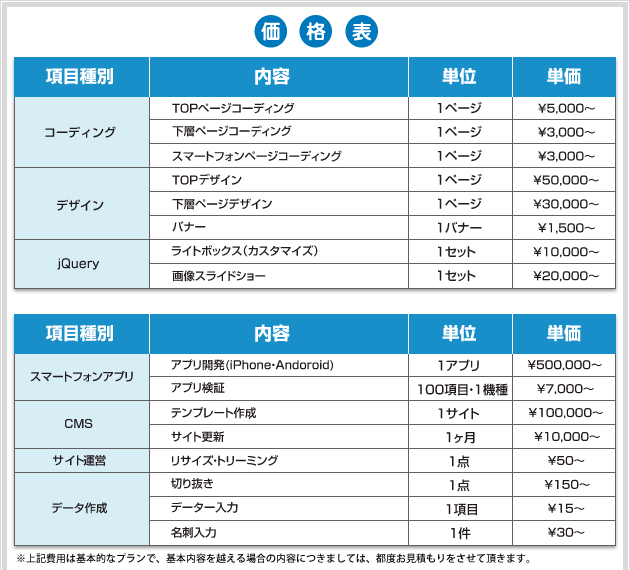 価 格 表
項目種別 内容 単位 単価
コーディング TOPページコーディング 1ページ ¥5,000〜
下層ページコーディング 1ページ ¥3,000〜
スマートフォンページコーディング 1ページ ¥3,000〜
デザイン TOPデザイン 1ページ ¥50,000〜
下層ページデザイン 1ページ ¥30,000〜
バナー 1バナー ¥1,500〜
jQuery ライトボックス(カスタマイズ) 1セット ¥10,000〜
画像スライドショー 1セット ¥20,000〜
項目種別 内容 単位 単価
スマートフォンアプリ アプリ開発(iPhone・Andoroid) 1アプリ ¥500,000〜
アプリ検証 100項目・1機種 ¥7,000〜
CMS テンプレート作成 1サイト ¥100,000〜
サイト更新 1ヶ月 ¥10,000〜
サイト運営 リサイズ・トリーミング 1点 ¥50〜
データ作成 切り抜き 1点 ¥150〜
データー入力 1項目 ¥15〜
名刺入力 1件 ¥30〜
※上記費用は基本的なプランで、基本内容を越える場合の内容につきましては、都度お見積もりをさせて頂きます。